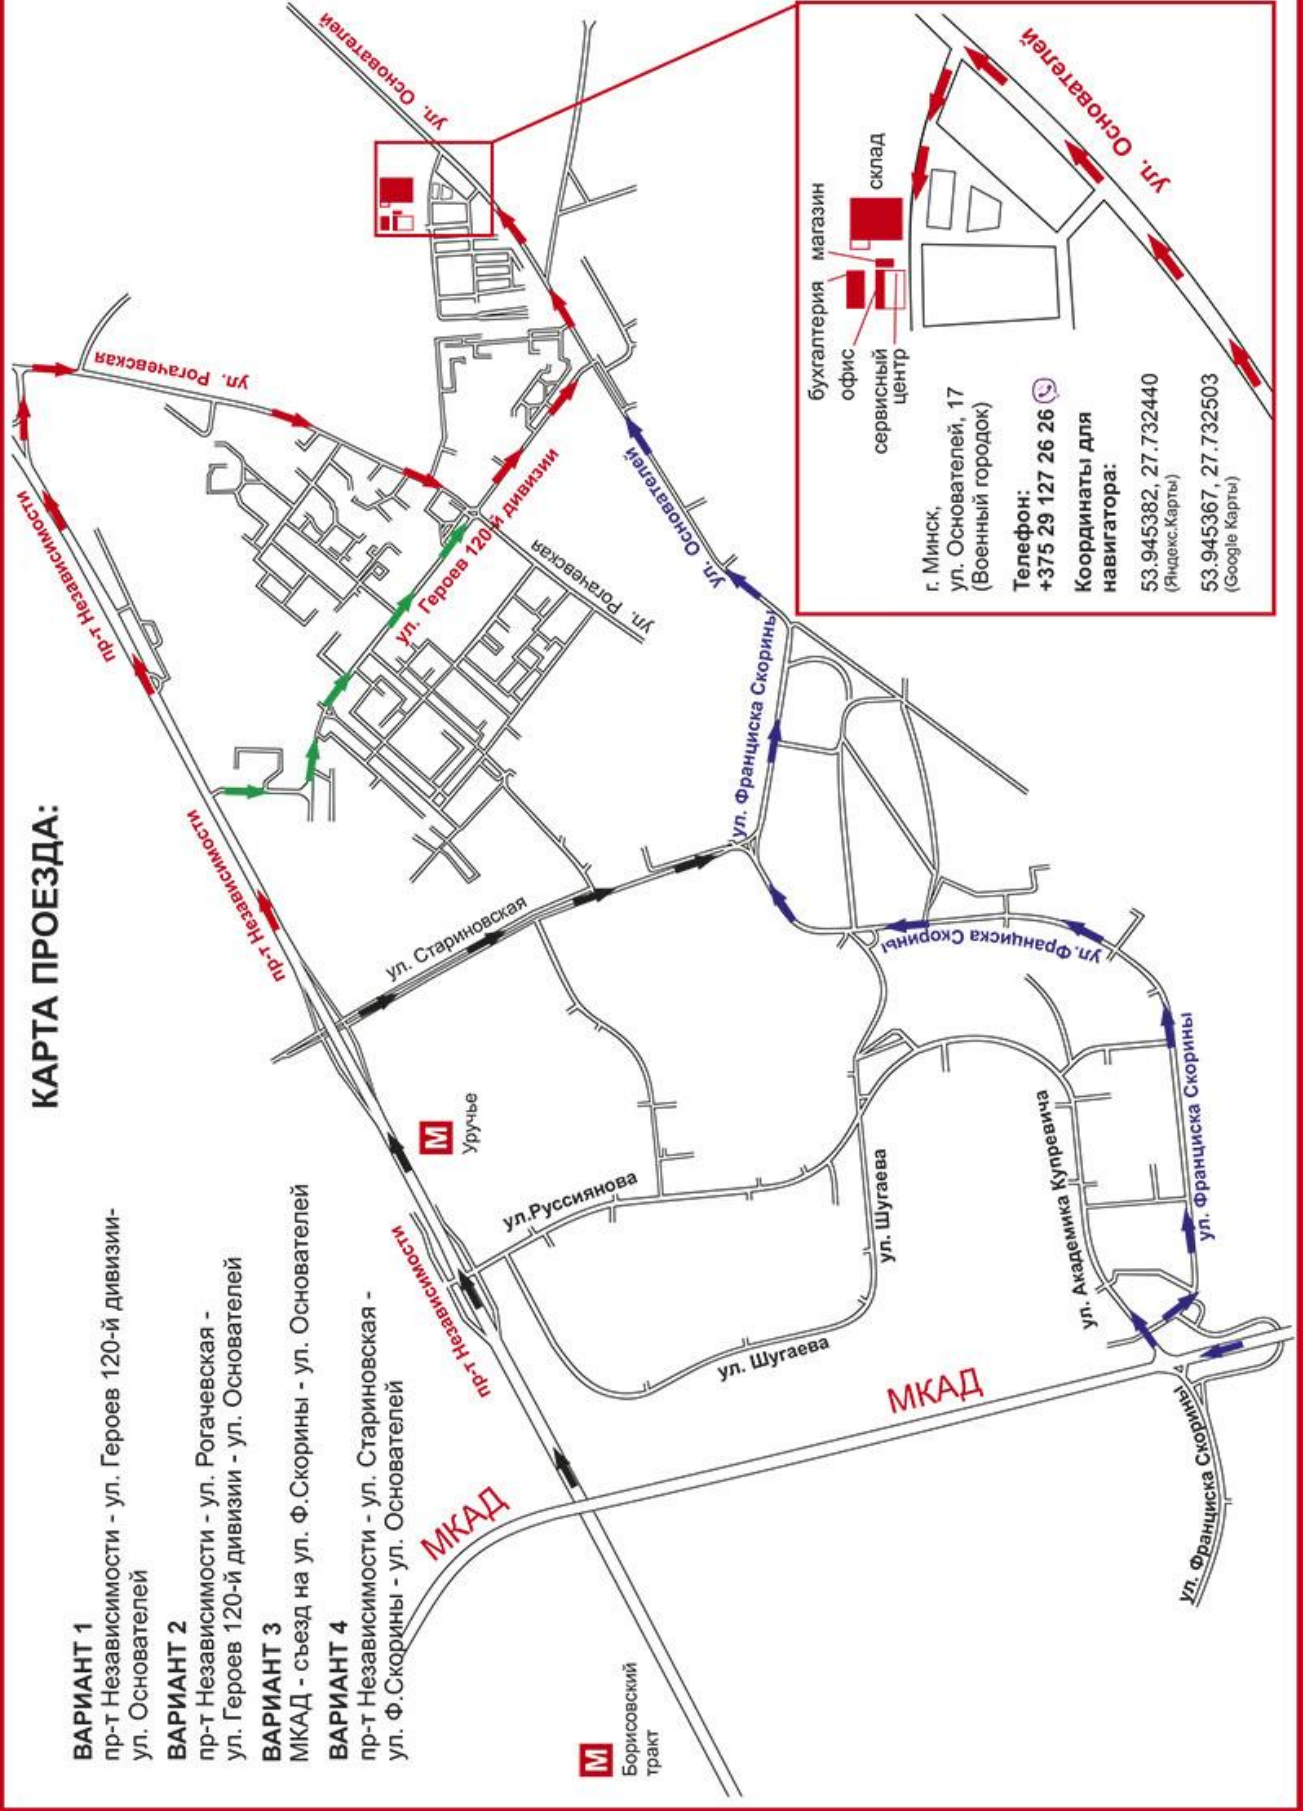 КАРТА ПРОЕЗДА:
ВАРИАНТ 1
пр-т Независимости - ул. Героев 120-й дивизии-
ул. Основателей
ВАРИАНТ 2
пр-т Независимости - ул. Рогачевская -
ул. Героев 120-й дивизии - ул. Основателей
ВАРИАНТ 3
МКАД - съезд на ул. Ф.Скорины - ул. Основателей
ВАРИАНТ 4
пр-т Независимости - ул. Стариновская -
ул. Ф.Скорины - ул. Основателей
М
Борисовский
тракт
МКАД
МКАД
пр-т Независимости
М
Уручье
пр-т Независимости
пр-т Независимости
пр-т Независимости
ул. Рогачевская
ул. Основателей
ул. Стариновская
ул. Героев 120-й дивизии
ул. Рогачевская
ул.Руссиянова
ул. Шугаева
ул. Шугаева
ул. Основателей
ул. Франциска Скорины
ул.Франциска Скорины
ул. Академика Купревича
ул. Франциска Скорины
ул. Франциска Скорины
бухгалтерия
магазин
офис
склад
сервисный
центр
ул. Основателей
ул. Основателей
г. Минск,
ул. Основателей, 17
(Военный городок)
Телефон:
+375 29 127 26 26
Координаты для
навигатора:
53.945382, 27.732440
(Яндекс.Карты)
53.945367, 27.732503
(Google Карты)